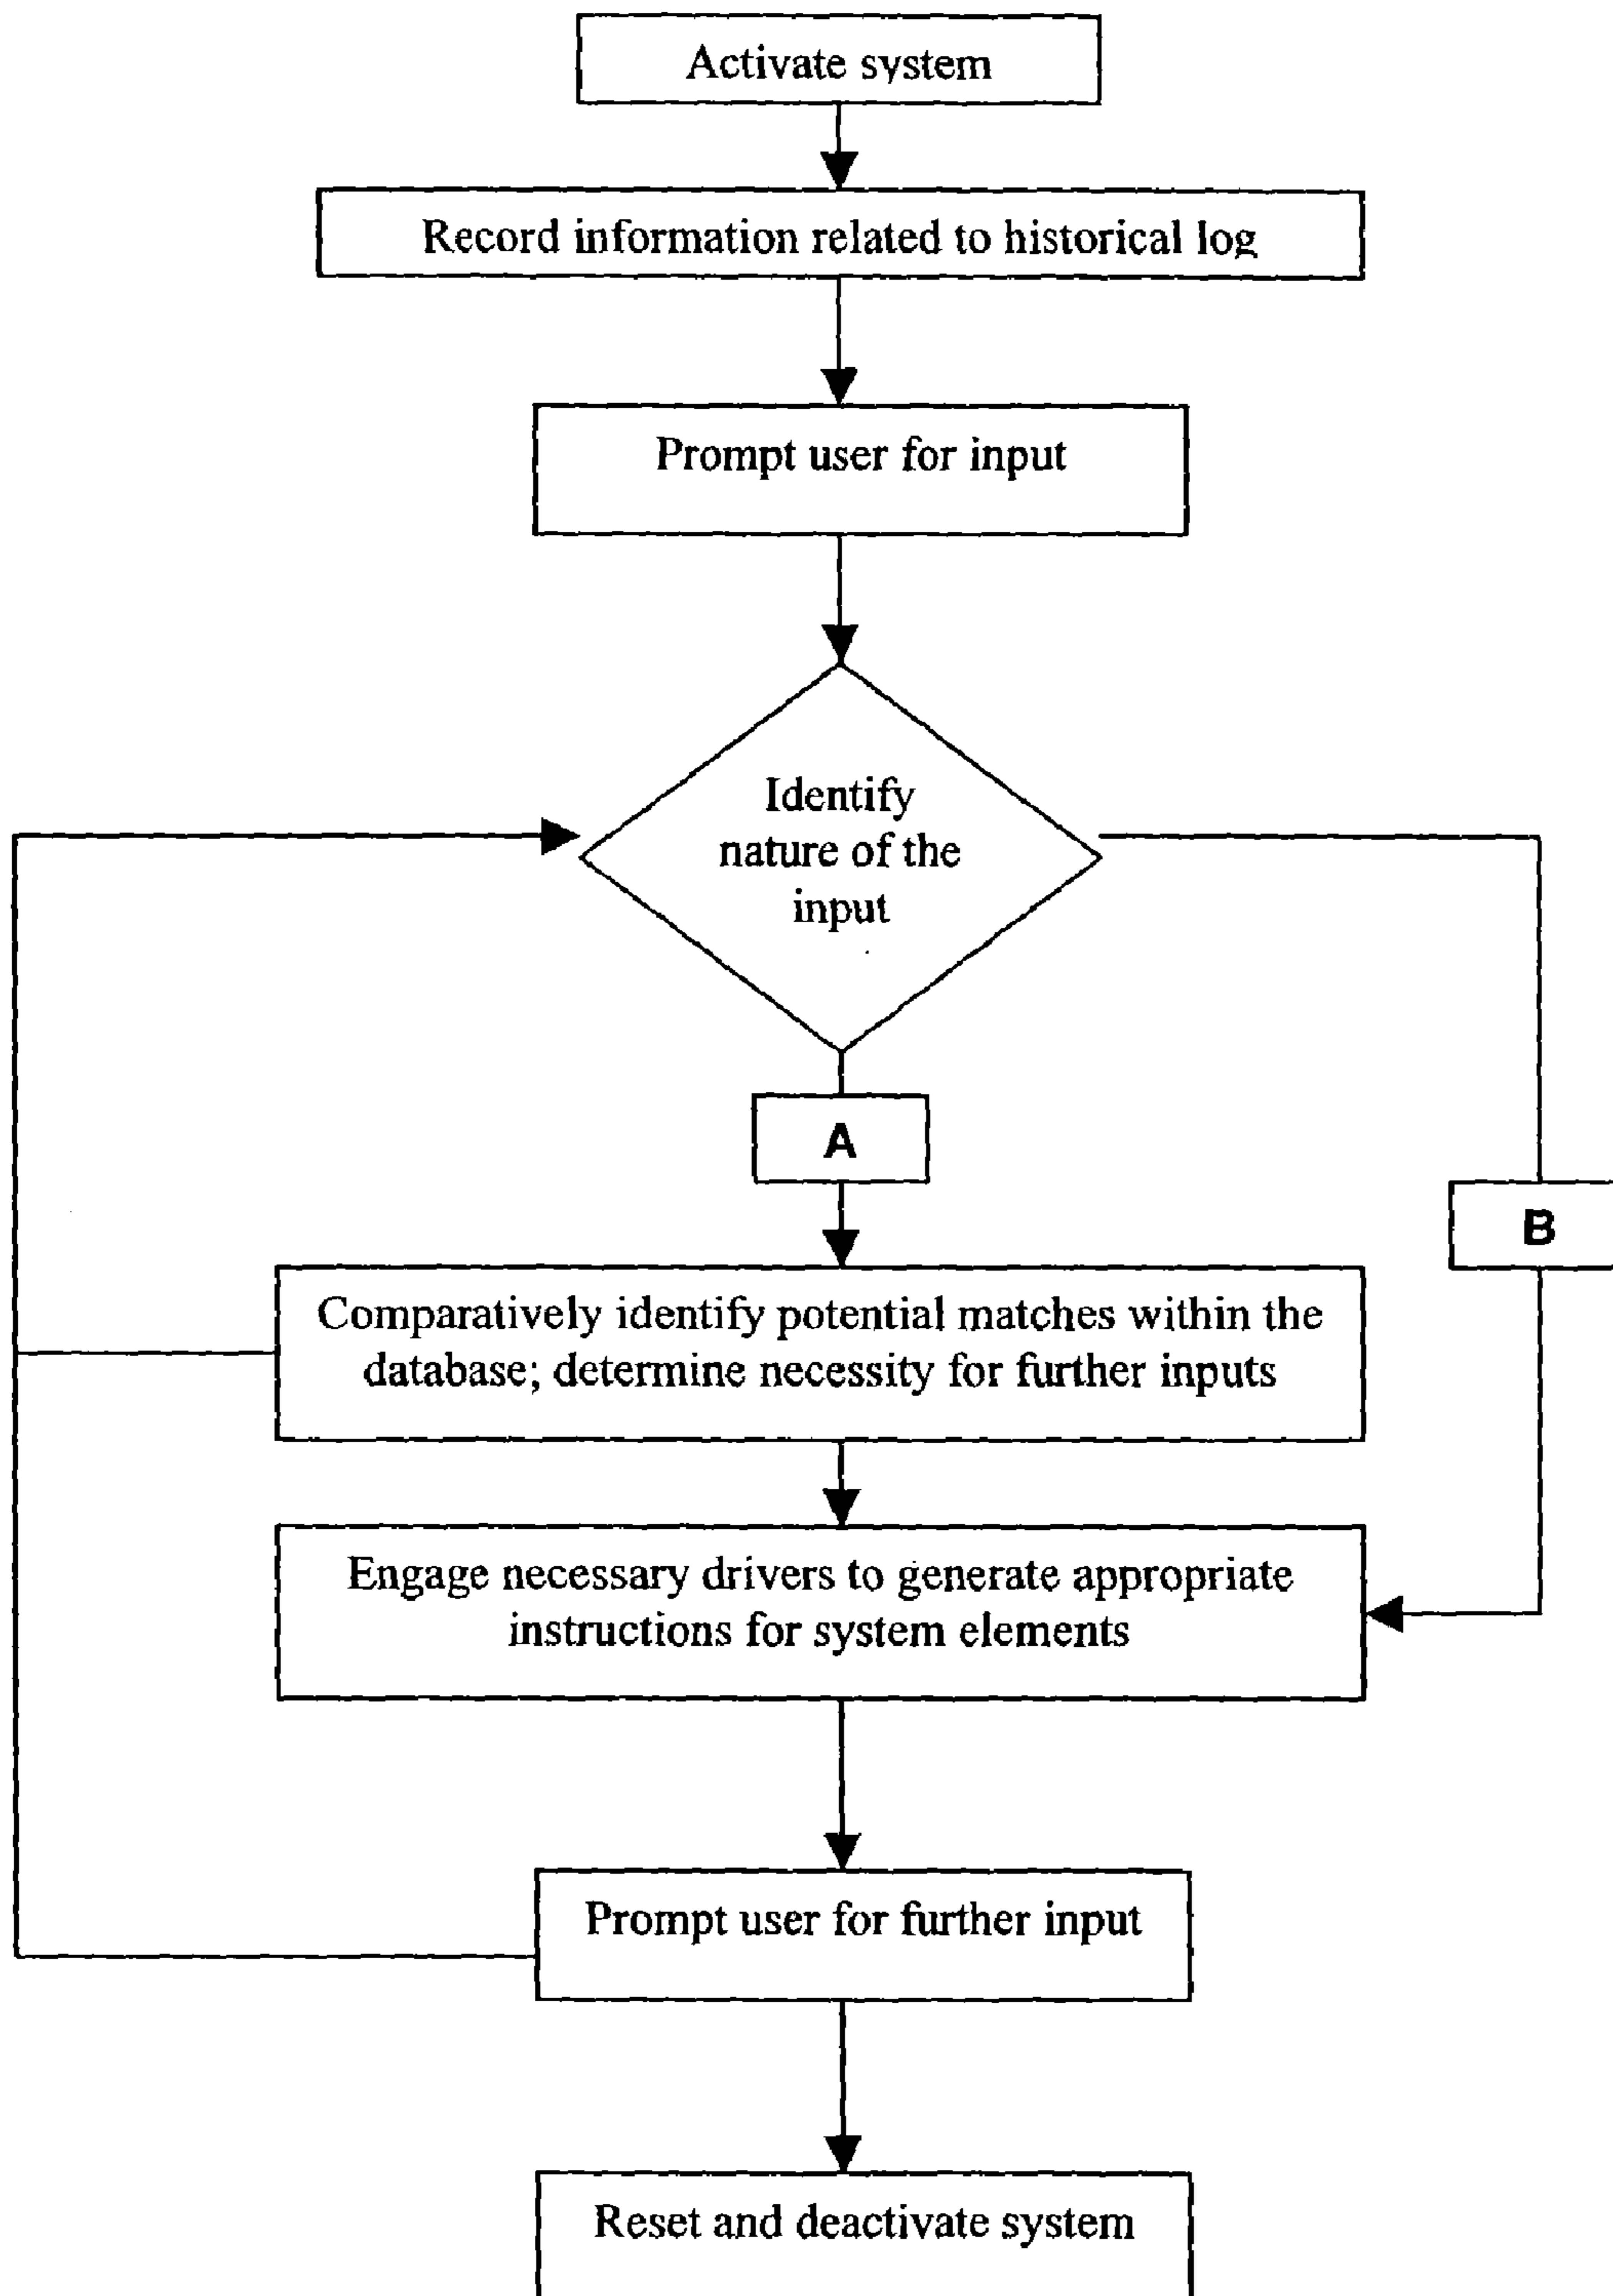 Activate system
Record information related to historical log
Prompt user for input
Identify
nature of the
input
A
B
Comparatively identify potential matches within the
database; determine necessity for further inputs
Engage necessary drivers to generate appropriate
instructions for system elements
Prompt user for further input
Reset and deactivate system